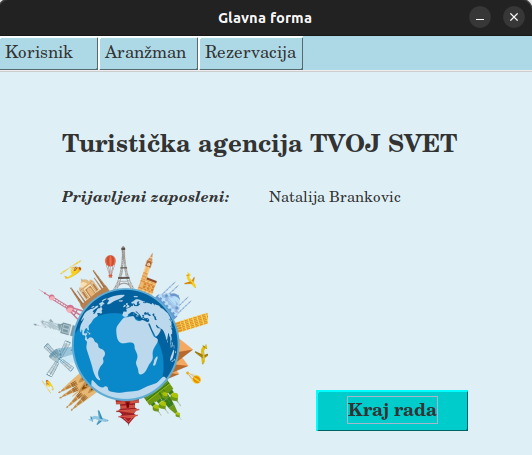 Glavna forma
Korisnik Aranžman Rezervacija
Turistička agencija TVOJ SVET
Prijavljeni zaposleni: Natalija Brankovic
Kraj rada